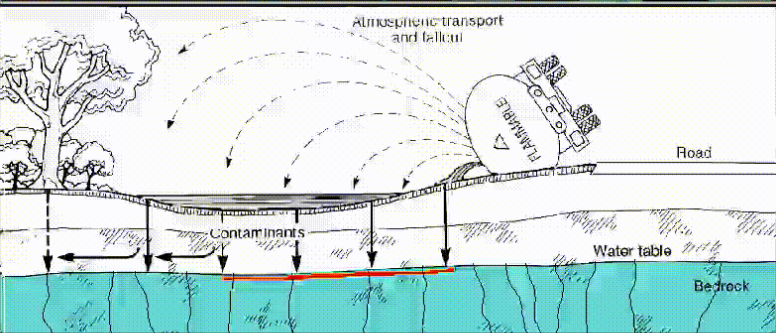 Atmospheric transport
and fallout
FLAMMABLE
Road
Contaminants
Water table
Bedrock